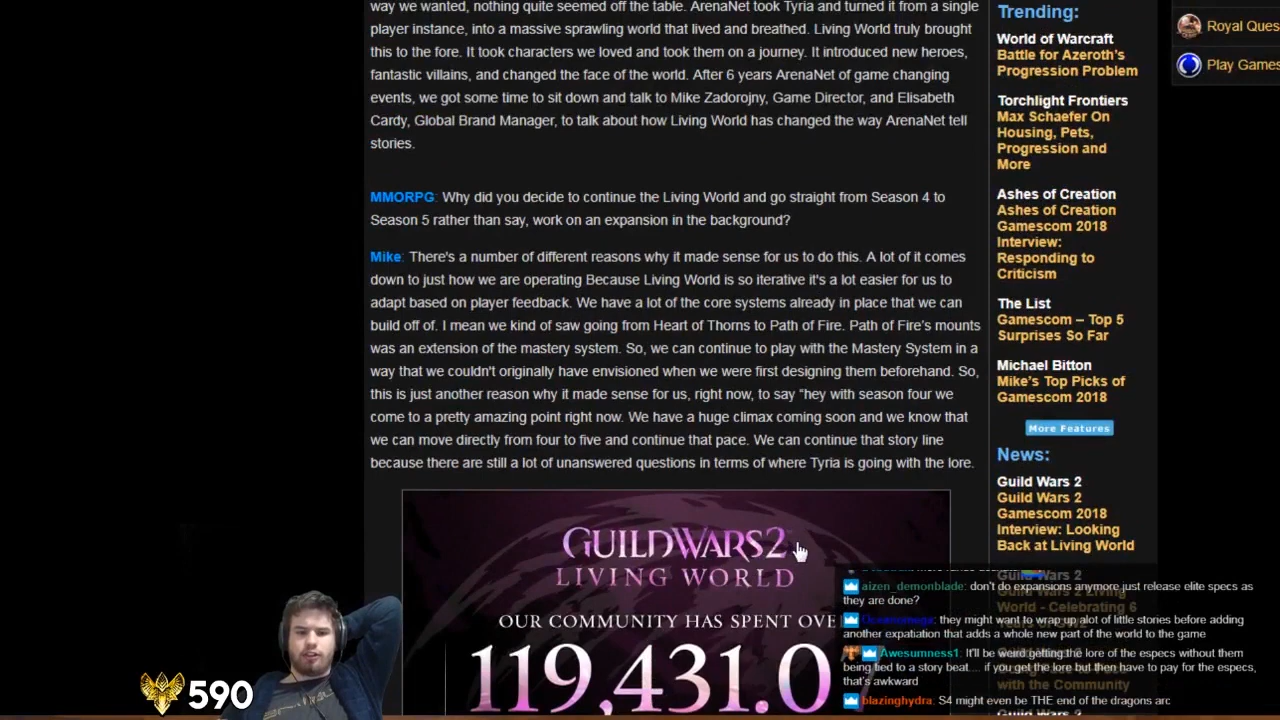 way we wanted, nothing quite seemed off the table. ArenaNet took Tyria and turned it from a single
player instance, into a massive sprawling world that lived and breathed. Living World truly brought
this to the fore. It took characters we loved and took them on a journey. It introduced new heroes,
fantastic villains, and changed the face of the world. After 6 years ArenaNet of game changing
events, we got some time to sit down and talk to Mike Zadorojny, Game Director, and Elisabeth
Cardy, Global Brand Manager, to talk about how Living World has changed the way ArenaNet tell
stories.
MMORPG: Why did you decide to continue the Living World and go straight from Season 4 to
Season 5 rather than say, work on an expansion in the background?
Mike: There's a number of different reasons why it made sense for us to do this. A lot of it comes
down to just how we are operating Because Living World is so iterative it's a lot easier for us to
adapt based on player feedback. We have a lot of the core systems already in place that we can
build off of. I mean we kind of saw going from Heart of Thorns to Path of Fire. Path of Fire's mounts
was an extension of the mastery system. So, we can continue to play with the Mastery System in a
way that we couldn't originally have envisioned when we were first designing them beforehand. So,
this is just another reason why it made sense for us, right now, to say “hey with season four we
come to a pretty amazing point right now. We have a huge climax coming soon and we know that
we can move directly from four to five and continue that pace. We can continue that story line
because there are still a lot of unanswered questions in terms of where Tyria is going with the lore.
GUILD WARS 2
LIVING WORLD
OUR COMMUNITY HAS SPENT OVE
119,431,0
Trending:
World of Warcraft
Battle for Azeroth's
Progression Problem
Torchlight Frontiers
Max Schaefer On
Housing, Pets,
Progression and
More
Ashes of Creation
Ashes of Creation
Gamescom 2018
Interview:
Responding to
Criticism
The List
Gamescom – Top 5
Surprises So Far
Michael Bitton
Mike's Top Picks of
Gamescom 2018
More Features
News:
Guild Wars 2
Guild Wars 2
Gamescom 2018
Interview: Looking
Back at Living World
Guild Wars 2
Guild Wars 2 Living
World - Celebrating 6
with the Community
Guild Wars 2
Royal Ques
Play Games
aizen_demonblade: don't do expansions anymore just release elite specs as
they are done?
they might want to wrap up alot of little stories before adding
another expatiation that adds a whole new part of the world to the game
Awesumness1: It'll be weird getting the lore of the especs without them
being tied to a story beat.... if you get the lore but then have to pay for the especs,
that's awkward
blazinghydra: S4 might even be THE end of the dragons arc
590